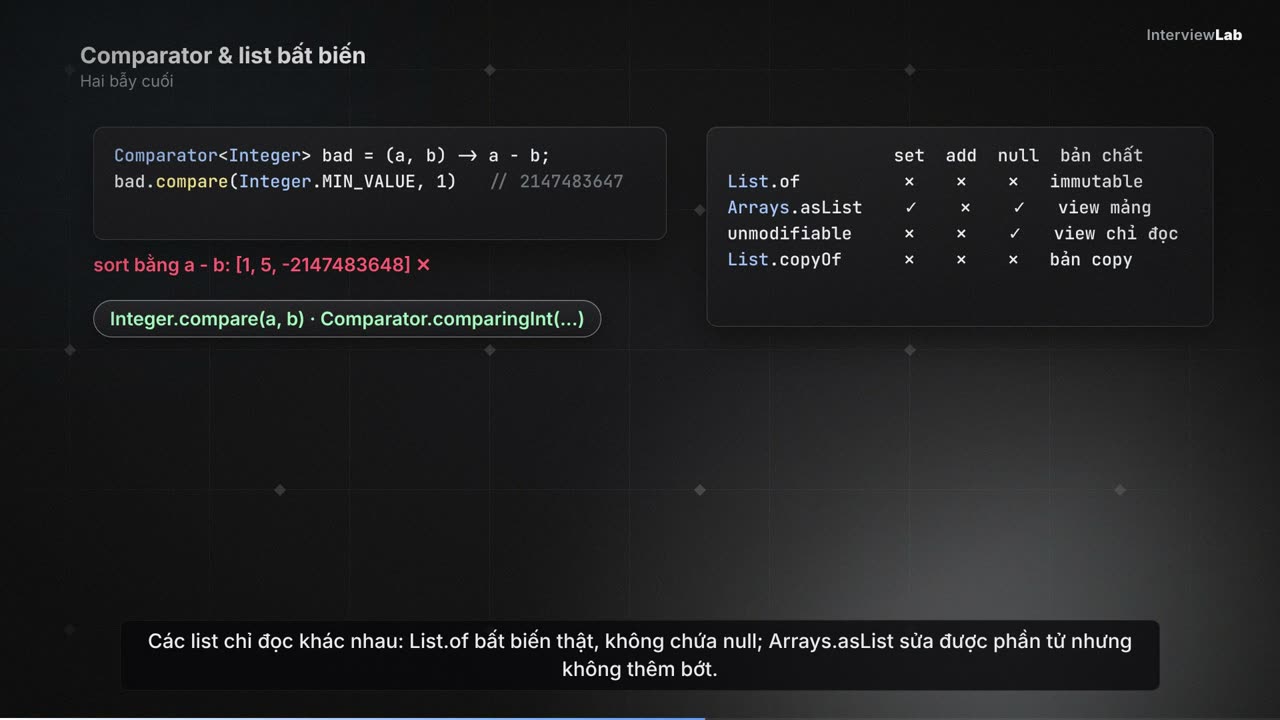 InterviewLab
Comparator & list bất biến
Hai bẫy cuối
Comparator<Integer> bad = (a, b) -> a - b;
bad.compare(Integer.MIN_VALUE, 1) // 2147483647
sort bằng a - b: [1, 5, -2147483648] ×
Integer.compare(a, b) · Comparator.comparingInt(...)
set add null bản chất
List.of × × × immutable
Arrays.asList ✓ × ✓ view mảng
unmodifiable × × ✓ view chỉ đọc
List.copyOf × × × bản copy
Các list chỉ đọc khác nhau: List.of bất biến thật, không chứa null; Arrays.asList sửa được phần tử nhưng
không thêm bớt.